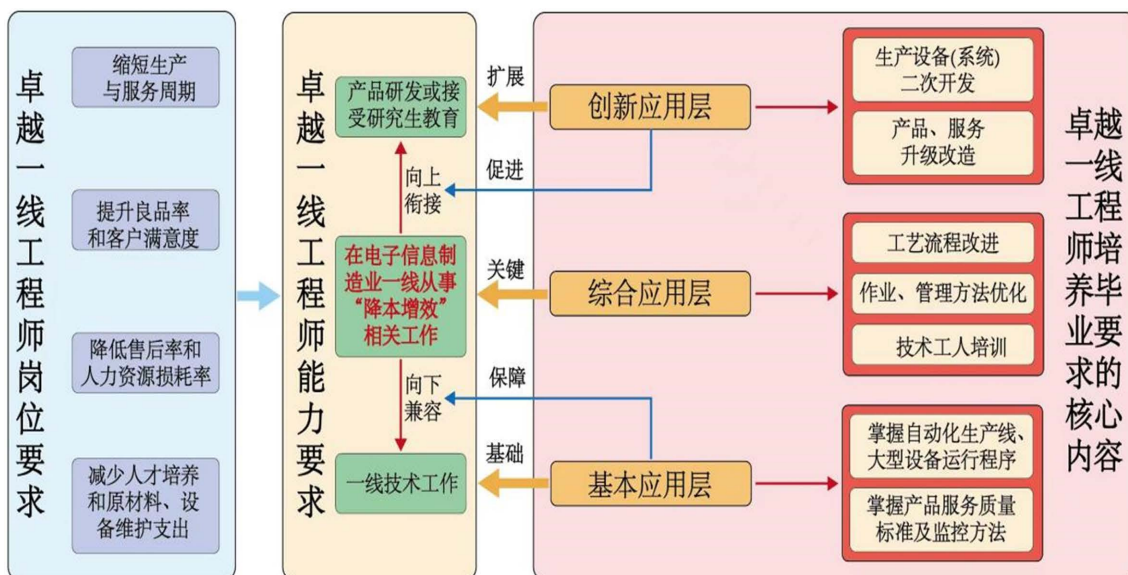 卓越一线工程师岗位要求
缩短生产
与服务周期
提升良品率
和客户满意度
降低售后率和
人力资源损耗率
减少人才培养
和原材料、设
备维护支出
卓越一线工程师能力要求
产品研发或接
受研究生教育
向上
衔接
在电子信息制
造业一线从事
“降本增效”
相关工作
向下
兼容
一线技术工作
扩展
促进
关键
保障
基础
创新应用层
综合应用层
基本应用层
生产设备(系统)
二次开发
产品、服务
升级改造
工艺流程改进
作业、管理方法优化
技术工人培训
掌握自动化生产线、
大型设备运行程序
掌握产品服务质量
标准及监控方法
卓越一线工程师培养毕业要求的核心内容